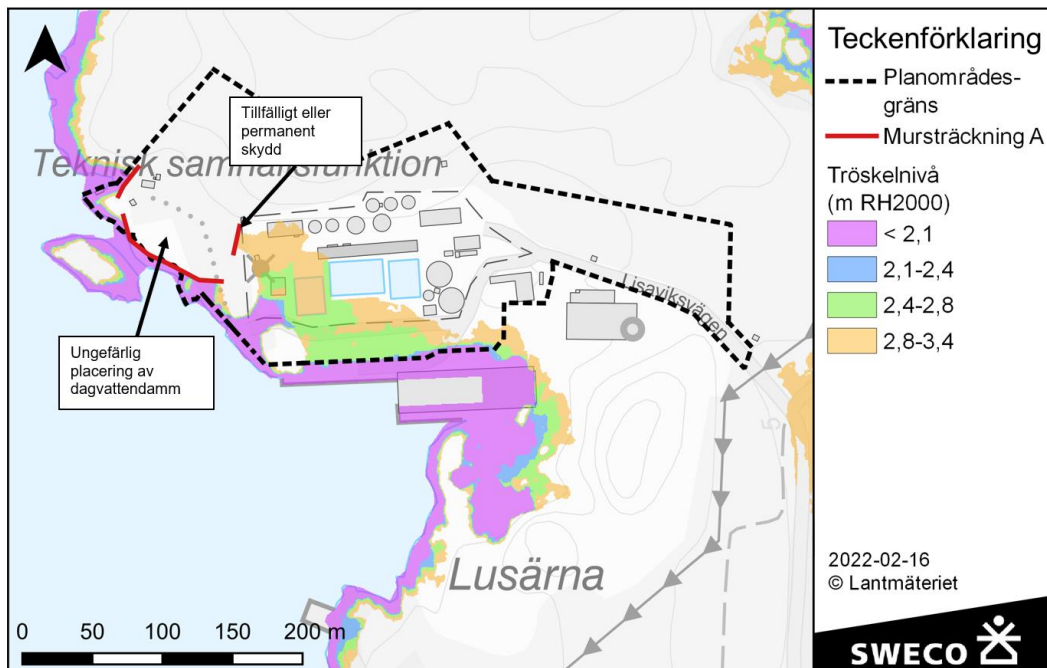 Teckenförklaring
Planområdes-
gräns
Mursträckning A
Tröskelnivå
(m RH2000)
< 2,1
2,1-2,4
2,4-2,8
2,8-3,4
2022-02-16
© Lantmäteriet
SWECO
Tillfälligt eller
permanent
skydd
Teknisk samhällsfunktion
Ungefärlig
placering av
dagvattendamm
Lisaviksvägen
5
Lusärna
0 50 100 150 200 m